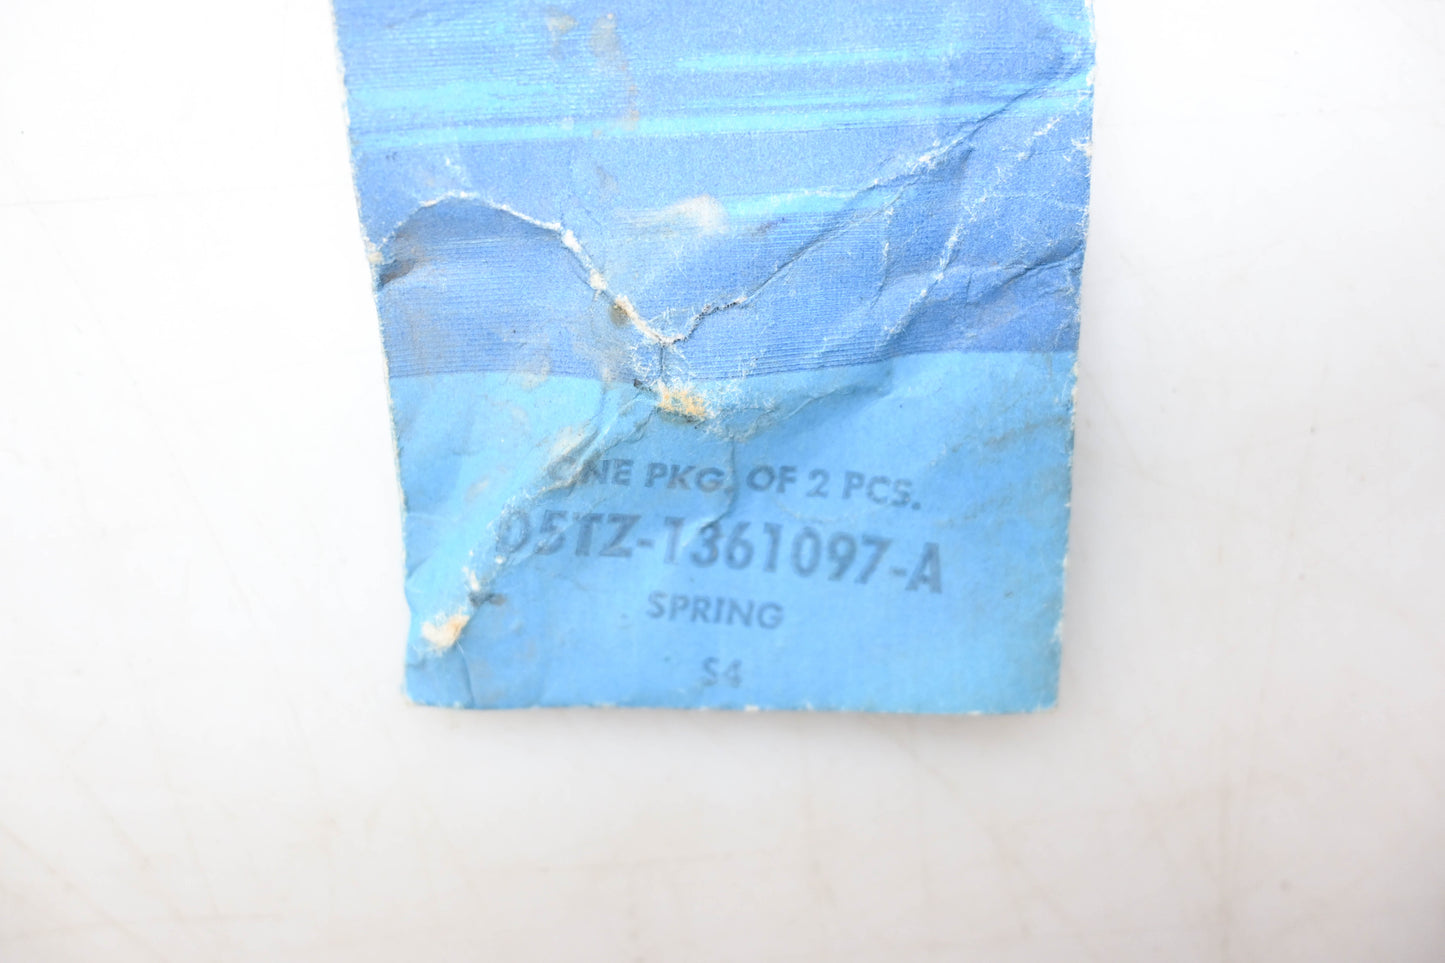 ONE PKG. OF 2 PCS.
D5TZ-1361097-A
SPRING
S4